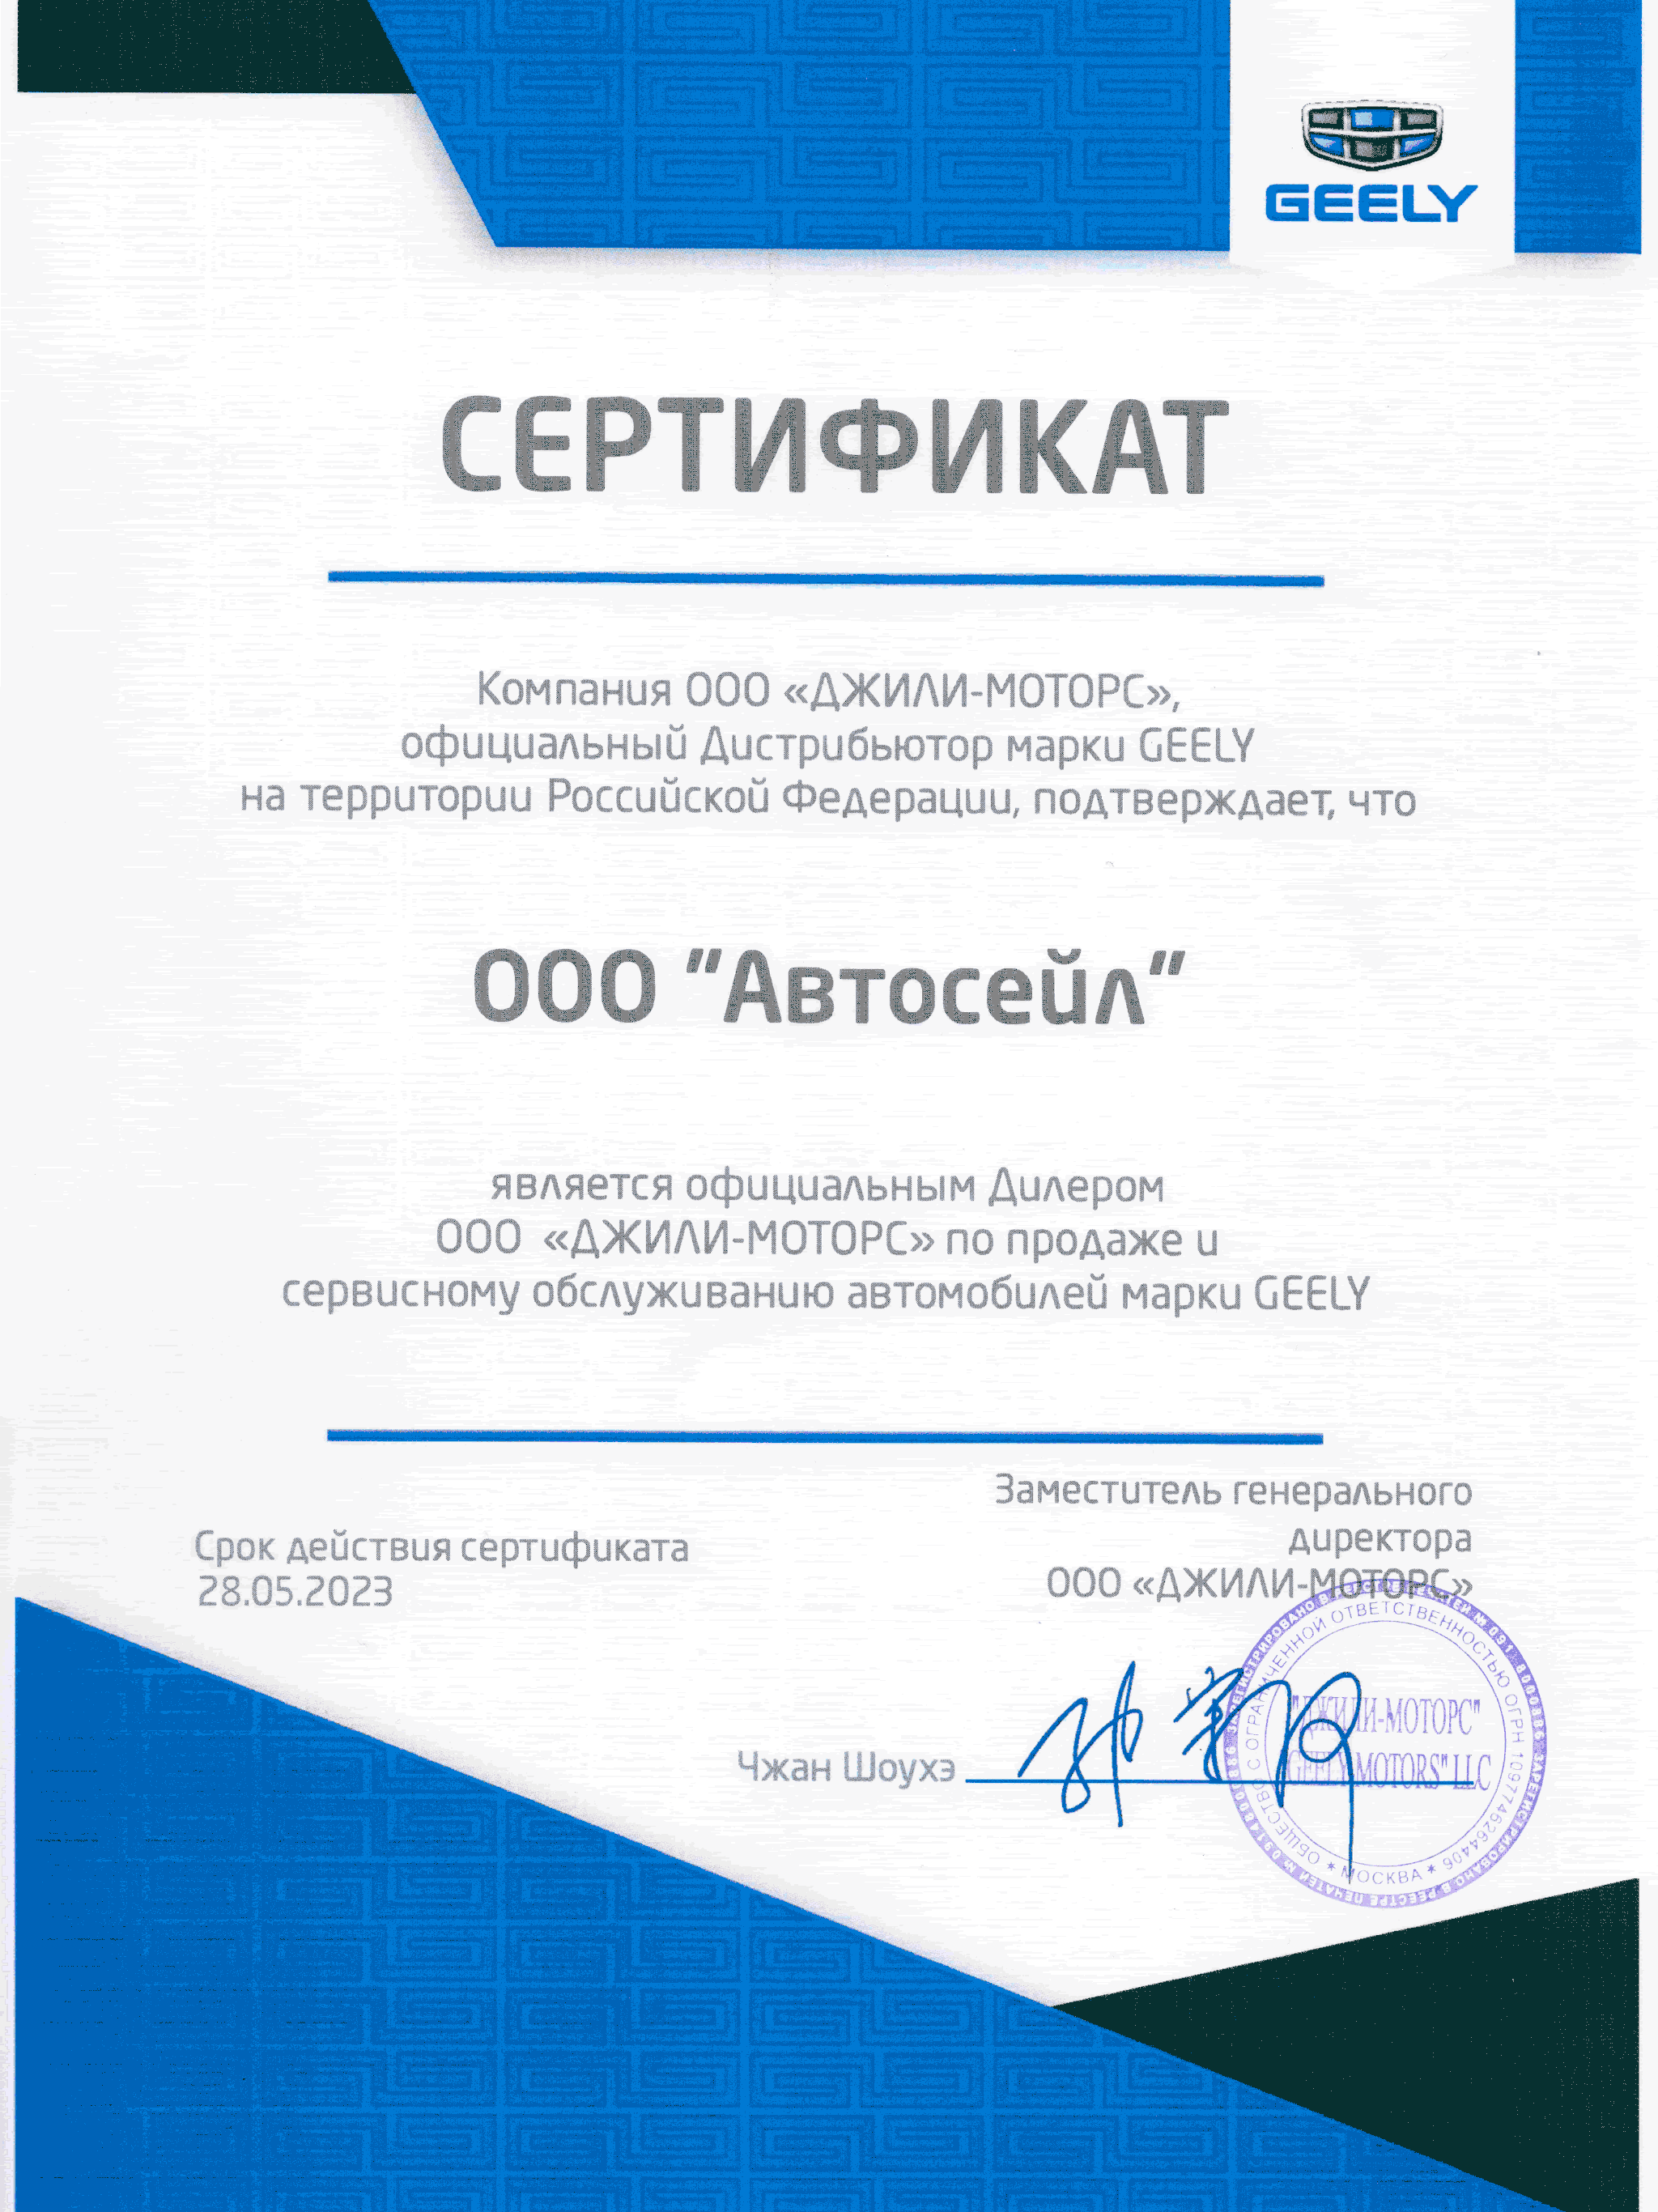 GEELY
СЕРТИФИКАТ
Компания ООО «ДЖИЛИ-МОТОРС»,
официальный Дистрибьютор марки GEELY
на территории Российской Федерации, подтверждает, что
ООО "Автосейл"
является официальным Дилером
ООО «ДЖИЛИ-МОТОРС» по продаже и
сервисному обслуживанию автомобилей марки GEELY
Срок действия сертификата
28.05.2023
Заместитель генерального
директора
ООО «ДЖИЛИ-МОТОРС»
Чжан Шоухэ
ОБЩЕСТВО С ОГРАНИЧЕННОЙ ОТВЕТСТВЕННОСТЬЮ ОГРН 1097746264406
* МОСКВА *
"ДЖИЛИ-МОТОРС"
GEELY MOTORS" LLC